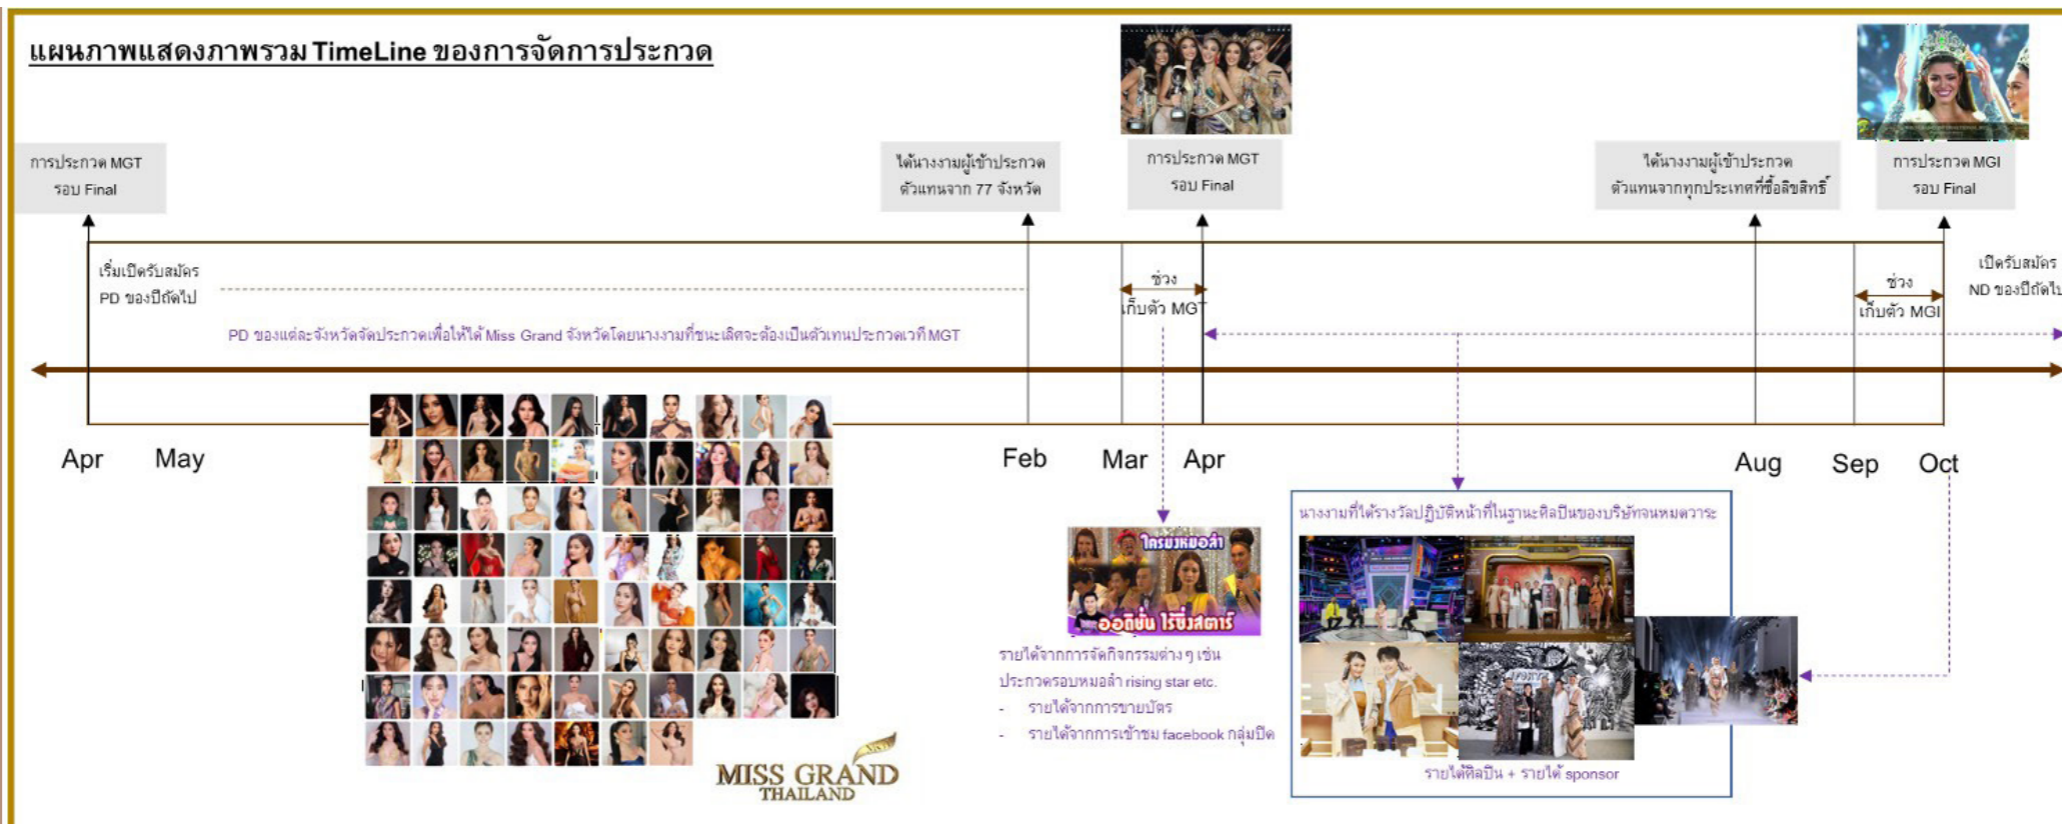 แผนภาพแสดงภาพรวม TimeLine ของการจัดการประกวด
การประกวด MGT
รอบ Final
ได้นางงามผู้เข้าประกวด
ตัวแทนจาก 77 จังหวัด
การประกวด MGT
รอบ Final
ได้นางงามผู้เข้าประกวด
ตัวแทนจากทุกประเทศที่ซื้อลิขสิทธิ์
การประกวด MGI
รอบ Final
เริ่มเปิดรับสมัคร
PD ของปีถัดไป
ช่วง
เก็บตัว MGT
ช่วง
เก็บตัว MGI
เปิดรับสมัคร
ND ของปีถัดไป
PD ของแต่ละจังหวัดจัดประกวดเพื่อให้ได้ Miss Grand จังหวัดโดยนางงามที่ชนะเลิศจะต้องเป็นตัวแทนประกวดเวที MGT
Apr
May
Feb
Mar
Apr
Aug
Sep
Oct
ใครยืนหมอลำ
ออดิชั่น ไรซิ่งสตาร์
รายได้จากการจัดกิจกรรมต่างๆ เช่น
ประกวดรอบหมอลำ rising star etc.
- รายได้จากการขายบัตร
- รายได้จากการเข้าชม facebook กลุ่มปิด
นางงามที่ได้รางวัลปฏิบัติหน้าที่ในฐานะศิลปินของบริษัทจนหมดวาระ
รายได้ศิลปิน + รายได้ sponsor
MISS GRAND
THAILAND